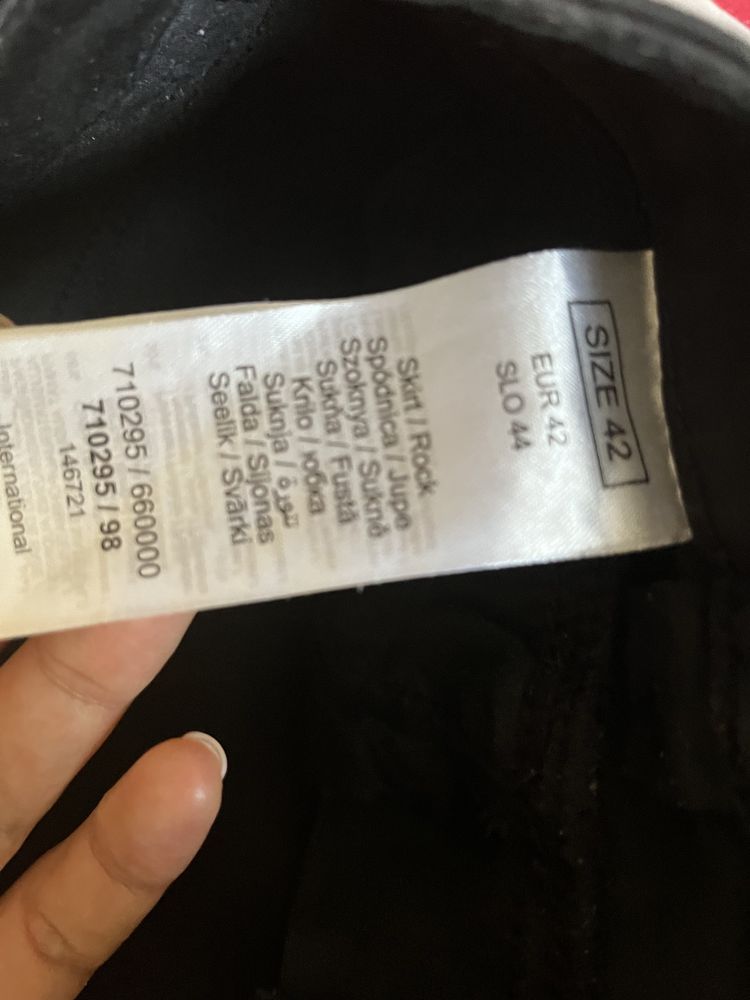 SIZE 42
EUR 42
SLO 44
Skirt / Rock
Spódnica / Jupe
Szoknya / Sukně
Sukňa / Fustă
Krilo / юбка
Suknja / تنورة
Falda / Sijonas
Seelik / Svārki
710295 / 660000
710295 / 98
146721
International